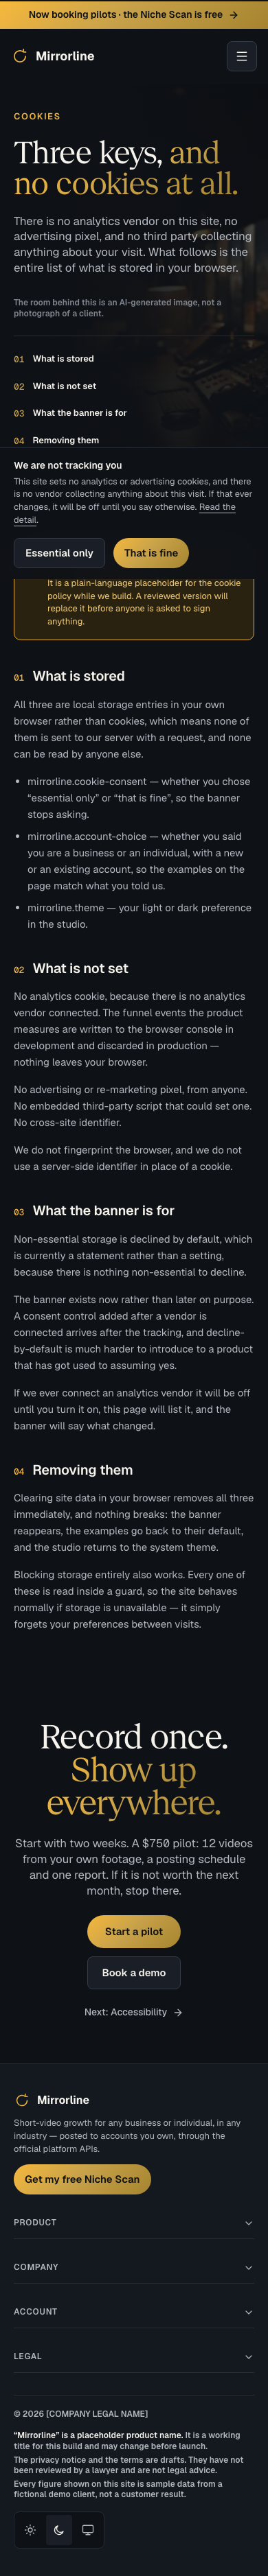 Now booking pilots · the Niche Scan is free →
Mirrorline
COOKIES
Three keys, and
no cookies at all.
There is no analytics vendor on this site, no
advertising pixel, and no third party collecting
anything about your visit. What follows is the
entire list of what is stored in your browser.
The room behind this is an AI-generated image, not a
photograph of a client.
01 What is stored
02 What is not set
03 What the banner is for
04 Removing them
We are not tracking you
This site sets no analytics or advertising cookies, and there
is no vendor collecting anything about this visit. If that ever
changes, it will be off until you say otherwise. Read the
detail.
Essential only
That is fine
It is a plain-language placeholder for the cookie
policy while we build. A reviewed version will
replace it before anyone is asked to sign
anything.
01 What is stored
All three are local storage entries in your own
browser rather than cookies, which means none of
them is sent to our server with a request, and none
can be read by anyone else.
• mirrorline.cookie-consent — whether you chose
“essential only” or “that is fine”, so the banner
stops asking.
• mirrorline.account-choice — whether you said
you are a business or an individual, with a new
or an existing account, so the examples on the
page match what you told us.
• mirrorline.theme — your light or dark preference
in the studio.
02 What is not set
No analytics cookie, because there is no analytics
vendor connected. The funnel events the product
measures are written to the browser console in
development and discarded in production —
nothing leaves your browser.
No advertising or re-marketing pixel, from anyone.
No embedded third-party script that could set one.
No cross-site identifier.
We do not fingerprint the browser, and we do not
use a server-side identifier in place of a cookie.
03 What the banner is for
Non-essential storage is declined by default, which
is currently a statement rather than a setting,
because there is nothing non-essential to decline.
The banner exists now rather than later on purpose.
A consent control added after a vendor is
connected arrives after the tracking, and decline-
by-default is much harder to introduce to a product
that has got used to assuming yes.
If we ever connect an analytics vendor it will be off
until you turn it on, this page will list it, and the
banner will say what changed.
04 Removing them
Clearing site data in your browser removes all three
immediately, and nothing breaks: the banner
reappears, the examples go back to their default,
and the studio returns to the system theme.
Blocking storage entirely also works. Every one of
these is read inside a guard, so the site behaves
normally if storage is unavailable — it simply
forgets your preferences between visits.
Record once.
Show up
everywhere.
Start with two weeks. A $750 pilot: 12 videos
from your own footage, a posting schedule
and one report. If it is not worth the next
month, stop there.
Start a pilot
Book a demo
Next: Accessibility →
Mirrorline
Short-video growth for any business or individual, in any
industry — posted to accounts you own, through the
official platform APIs.
Get my free Niche Scan
PRODUCT
COMPANY
ACCOUNT
LEGAL
© 2026 [COMPANY LEGAL NAME]
“Mirrorline” is a placeholder product name. It is a working
title for this build and may change before launch.
The privacy notice and the terms are drafts. They have not
been reviewed by a lawyer and are not legal advice.
Every figure shown on this site is sample data from a
fictional demo client, not a customer result.